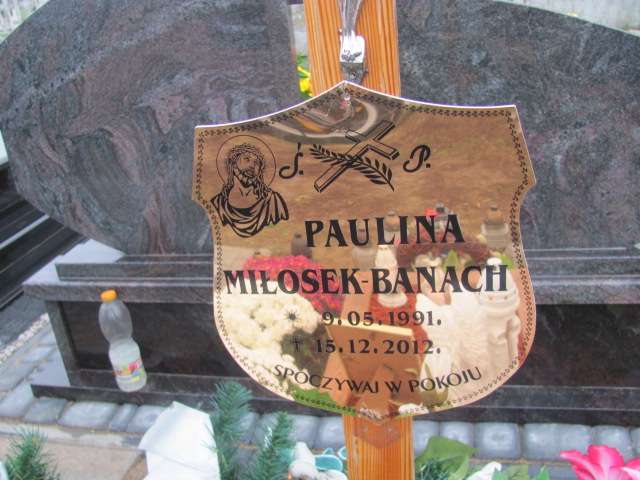 Ś. P.
PAULINA
MIŁOSEK-BANACH
* 9.05.1991.
† 15.12.2012.
SPOCZYWAJ W POKOJU